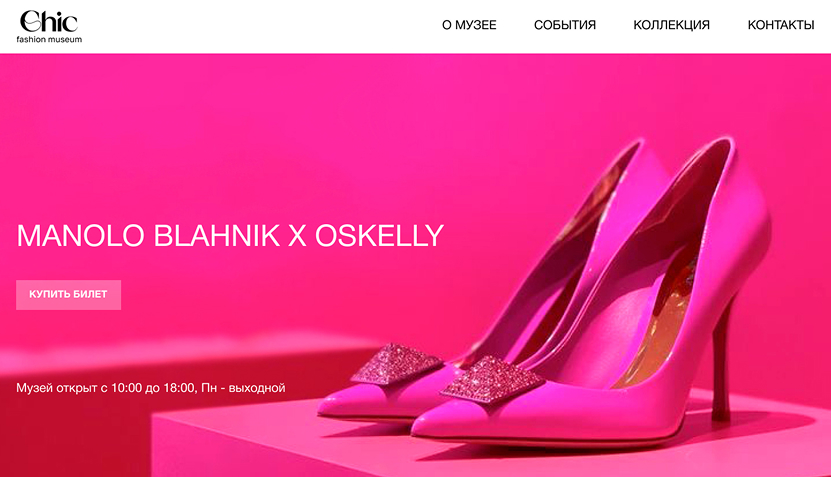 Chic
fashion museum
О МУЗЕЕ СОБЫТИЯ КОЛЛЕКЦИЯ КОНТАКТЫ
MANOLO BLAHNIK X OSKELLY
КУПИТЬ БИЛЕТ
Музей открыт с 10:00 до 18:00, Пн - выходной